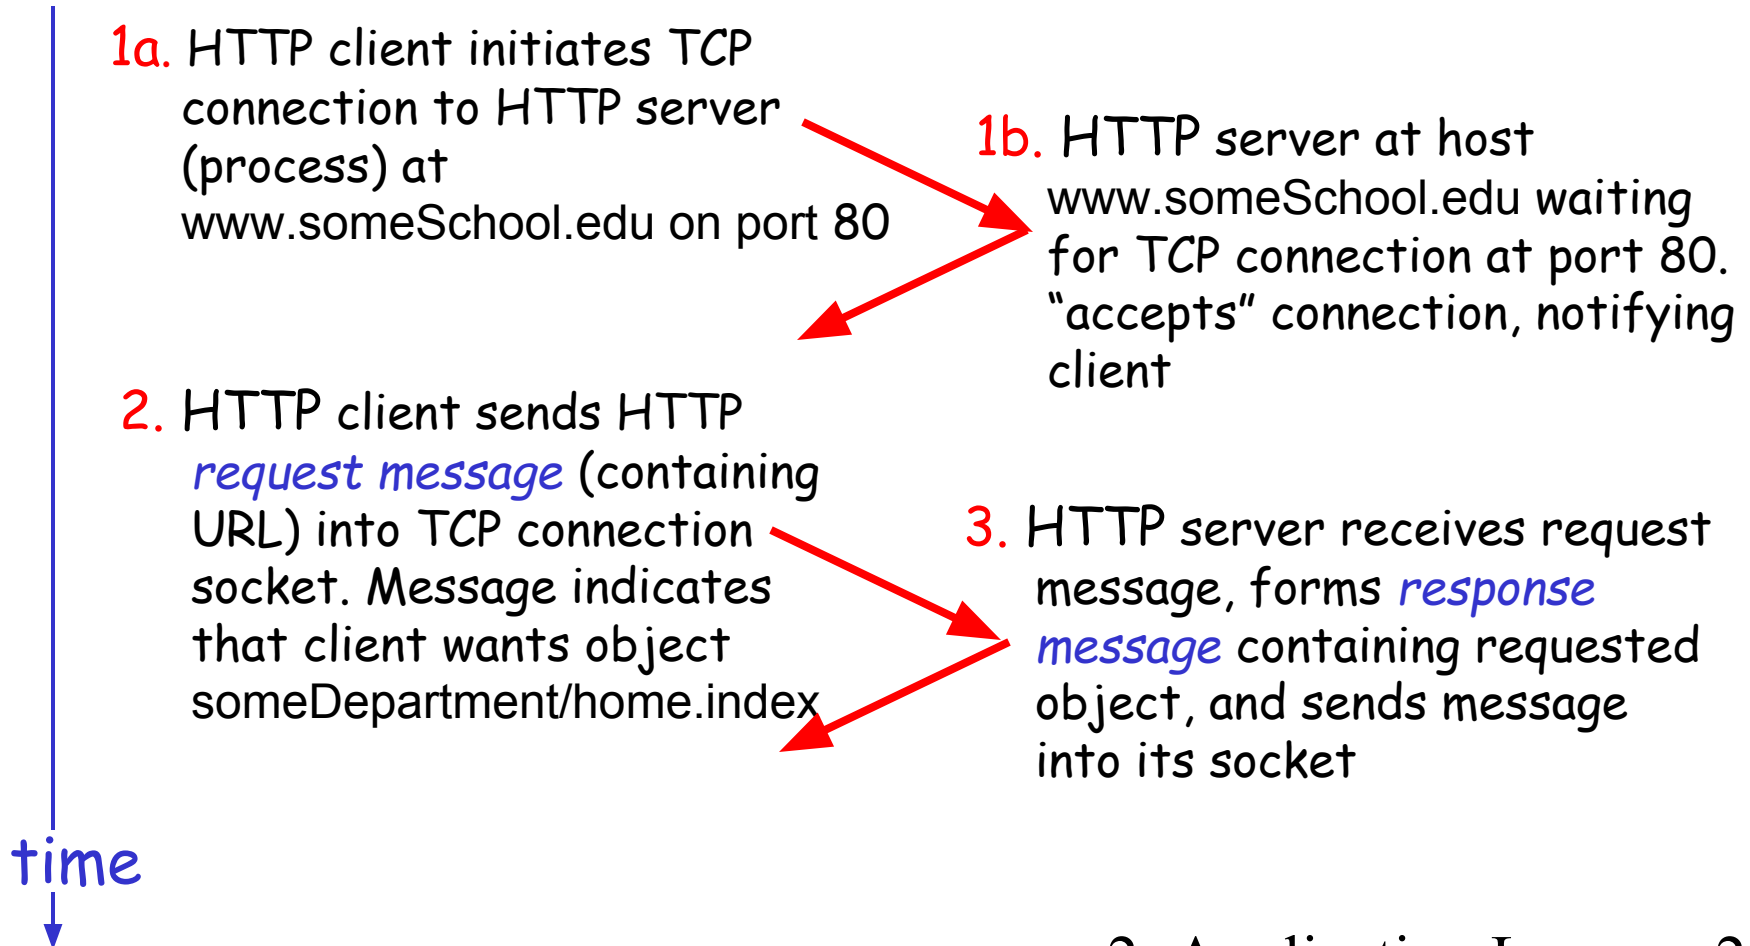 1a. HTTP client initiates TCP
connection to HTTP server
(process) at
www.someSchool.edu on port 80
1b. HTTP server at host
www.someSchool.edu waiting
for TCP connection at port 80.
“accepts” connection, notifying
client
2. HTTP client sends HTTP
request message (containing
URL) into TCP connection
socket. Message indicates
that client wants object
someDepartment/home.index
3. HTTP server receives request
message, forms response
message containing requested
object, and sends message
into its socket
time
2: Application